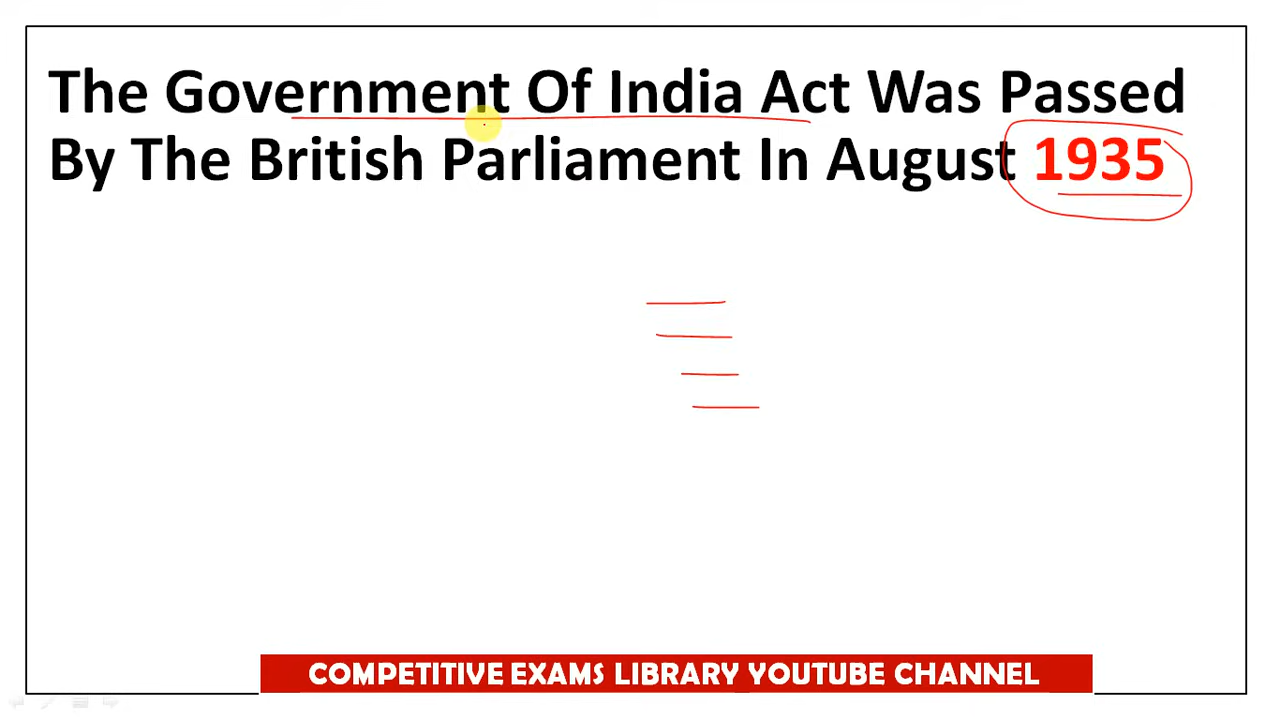 The Government Of India Act Was Passed
By The British Parliament In August 1935
COMPETITIVE EXAMS LIBRARY YOUTUBE CHANNEL